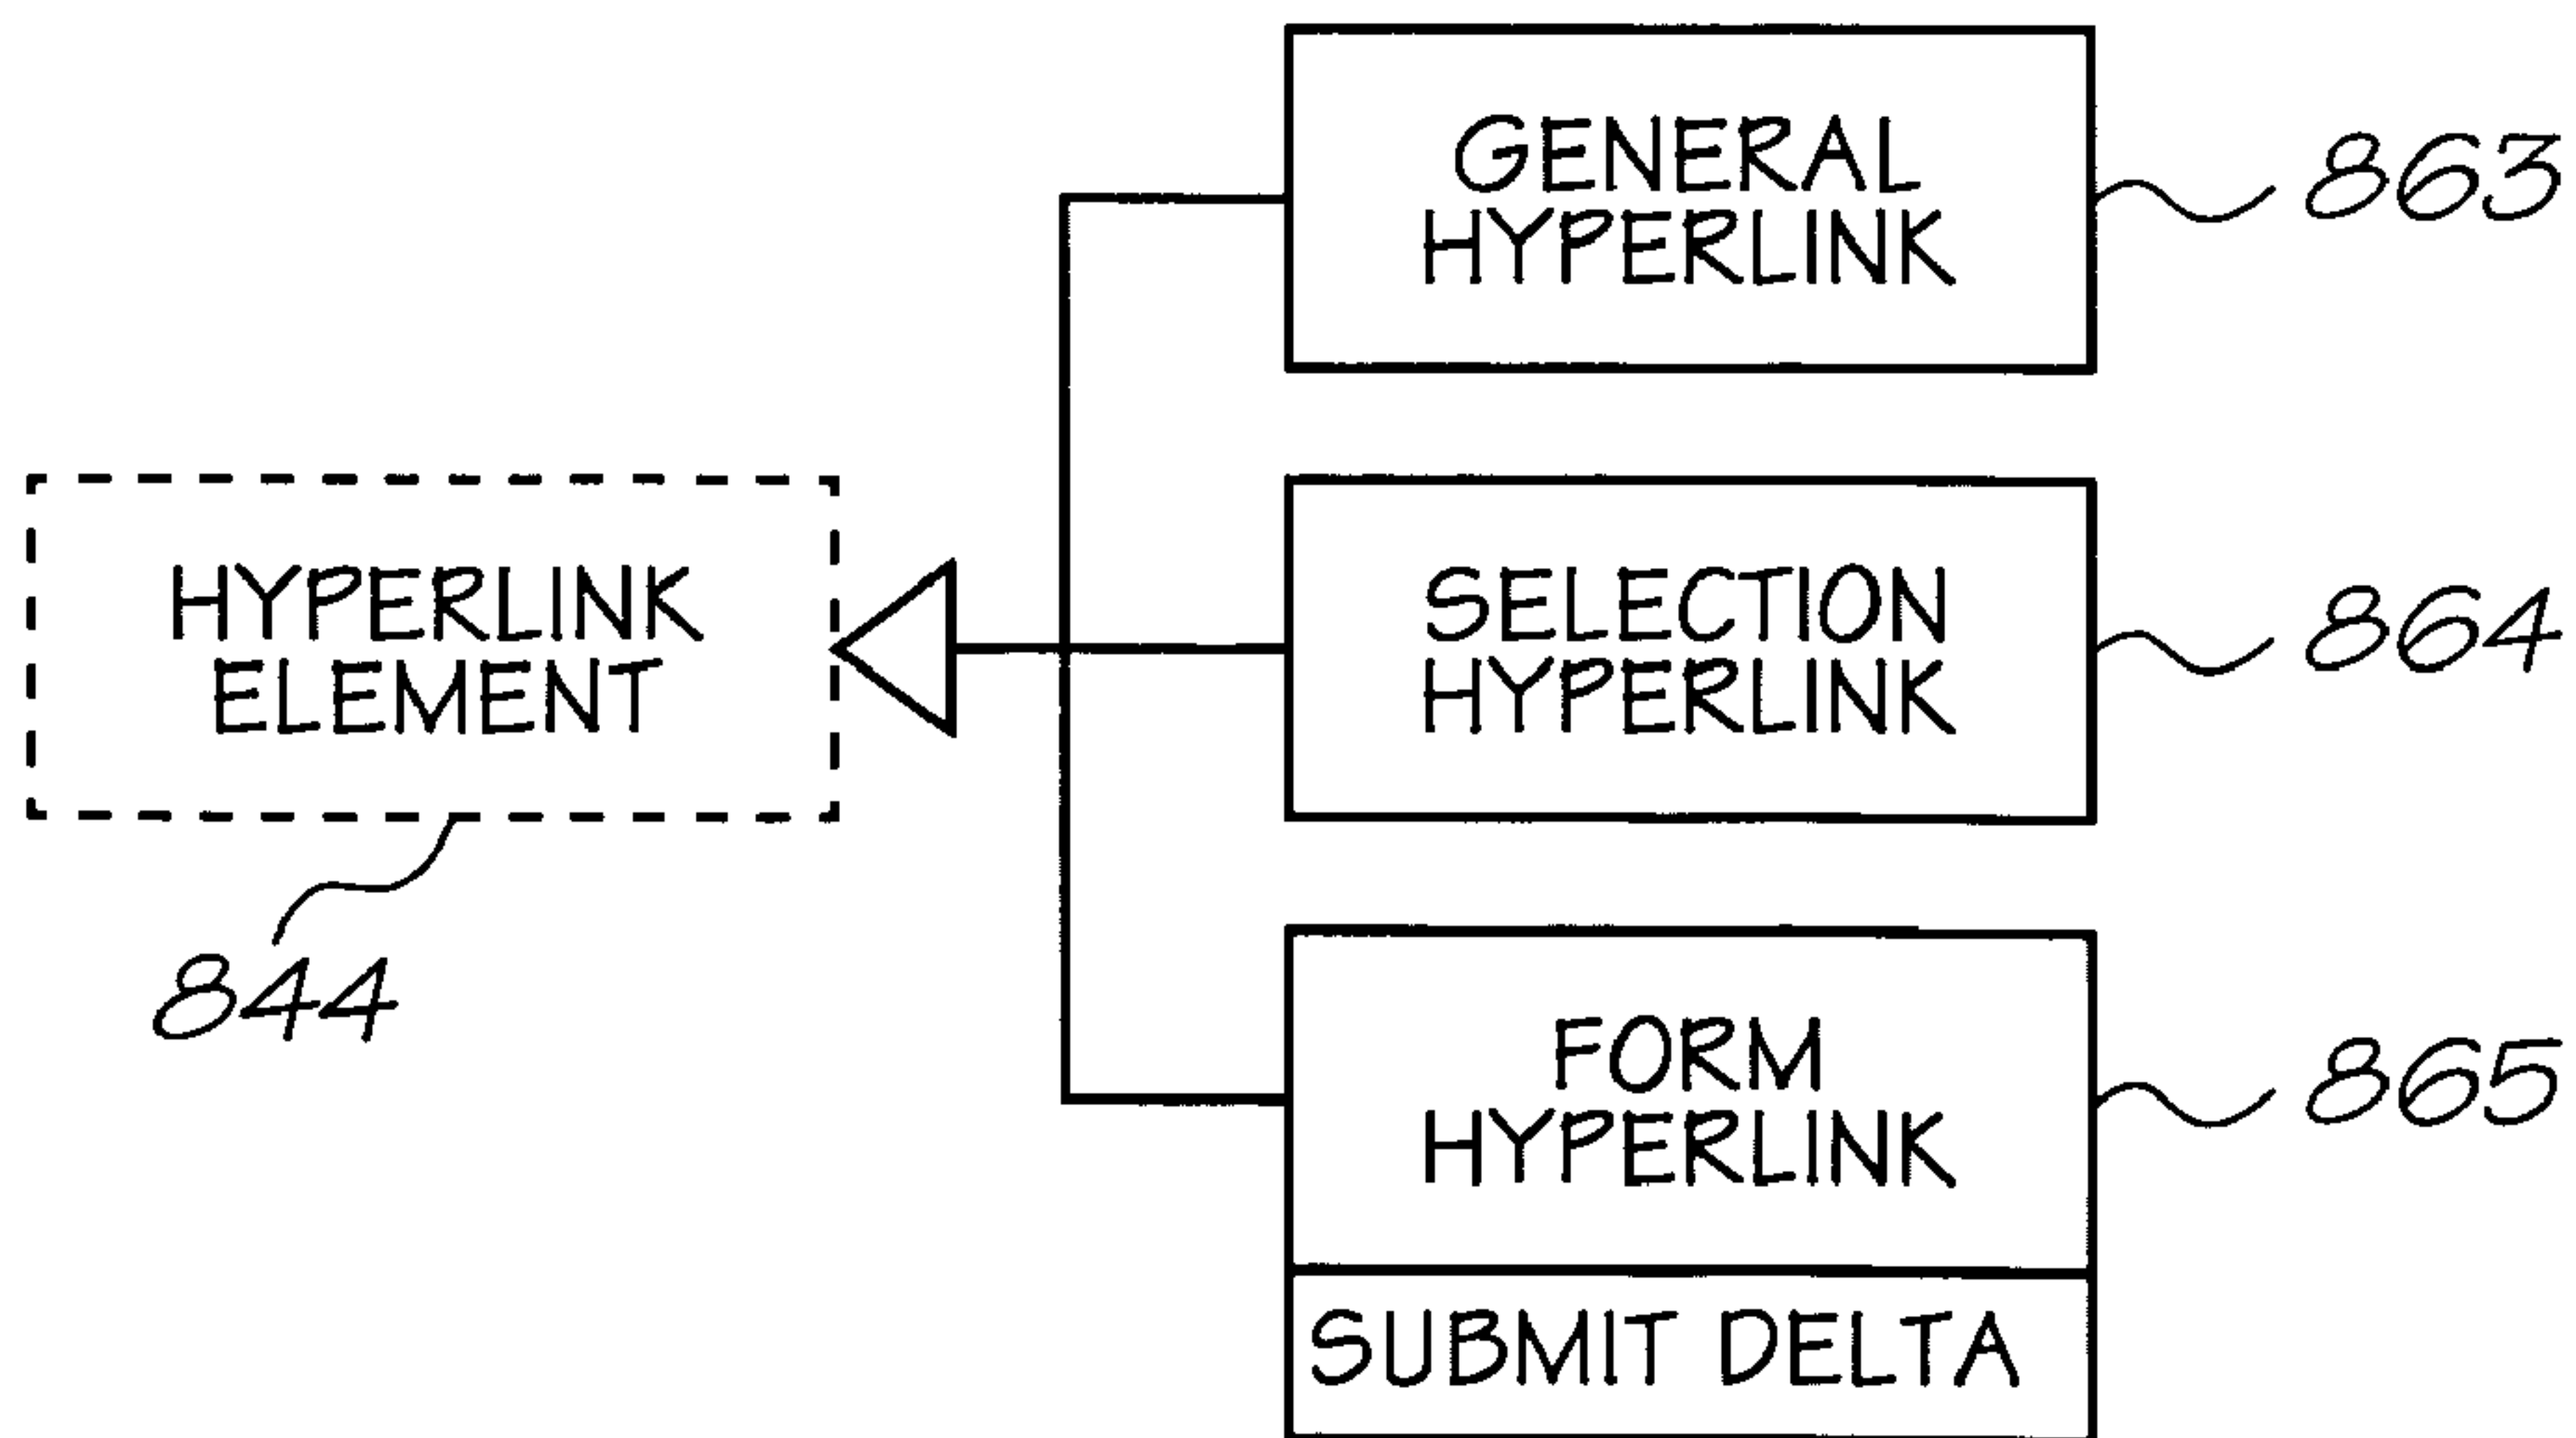 GENERAL
HYPERLINK
863
HYPERLINK
ELEMENT
844
SELECTION
HYPERLINK
864
FORM
HYPERLINK
865
SUBMIT DELTA